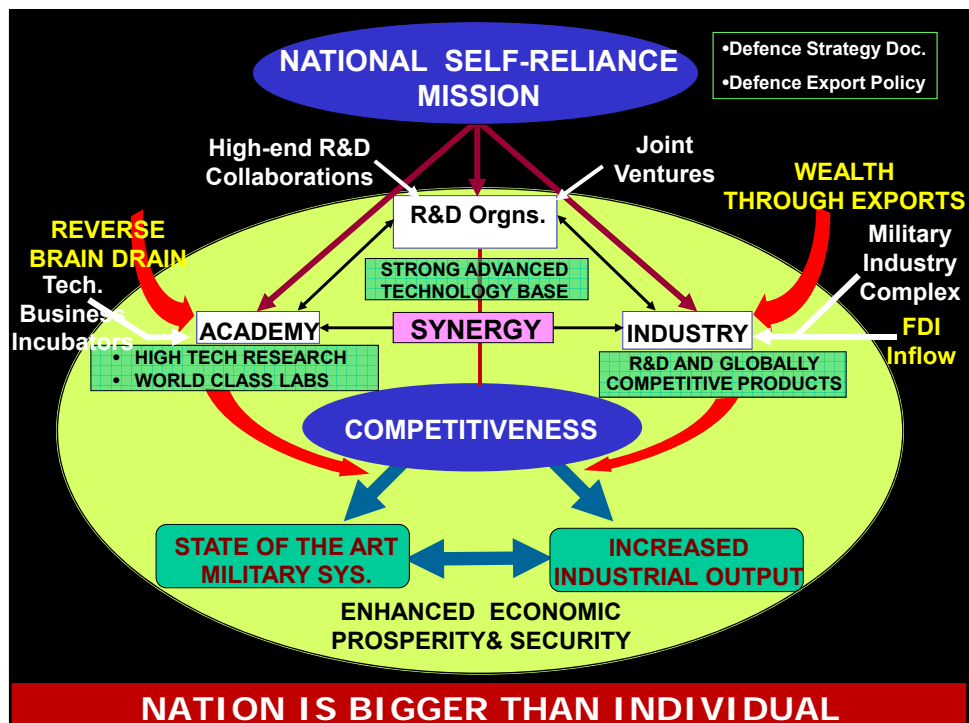 NATIONAL SELF-RELIANCE
MISSION
•Defence Strategy Doc.
•Defence Export Policy
High-end R&D
Collaborations
Joint
Ventures
WEALTH
THROUGH EXPORTS
R&D Orgns.
REVERSE
BRAIN DRAIN
Military
Industry
Complex
STRONG ADVANCED
TECHNOLOGY BASE
Tech.
Business
Incubators
ACADEMY
SYNERGY
INDUSTRY
FDI
Inflow
• HIGH TECH RESEARCH
• WORLD CLASS LABS
R&D AND GLOBALLY
COMPETITIVE PRODUCTS
COMPETITIVENESS
STATE OF THE ART
MILITARY SYS.
INCREASED
INDUSTRIAL OUTPUT
ENHANCED ECONOMIC
PROSPERITY& SECURITY
NATION IS BIGGER THAN INDIVIDUAL